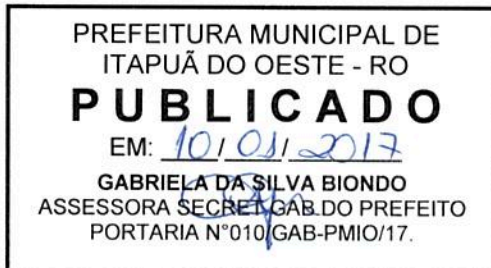 PREFEITURA MUNICIPAL DE
ITAPUÃ DO OESTE - RO
PUBLICADO
EM: 10/01/2017
GABRIELA DA SILVA BIONDO
ASSESSORA SECRET.GAB.DO PREFEITO
PORTARIA N°010/GAB-PMIO/17.